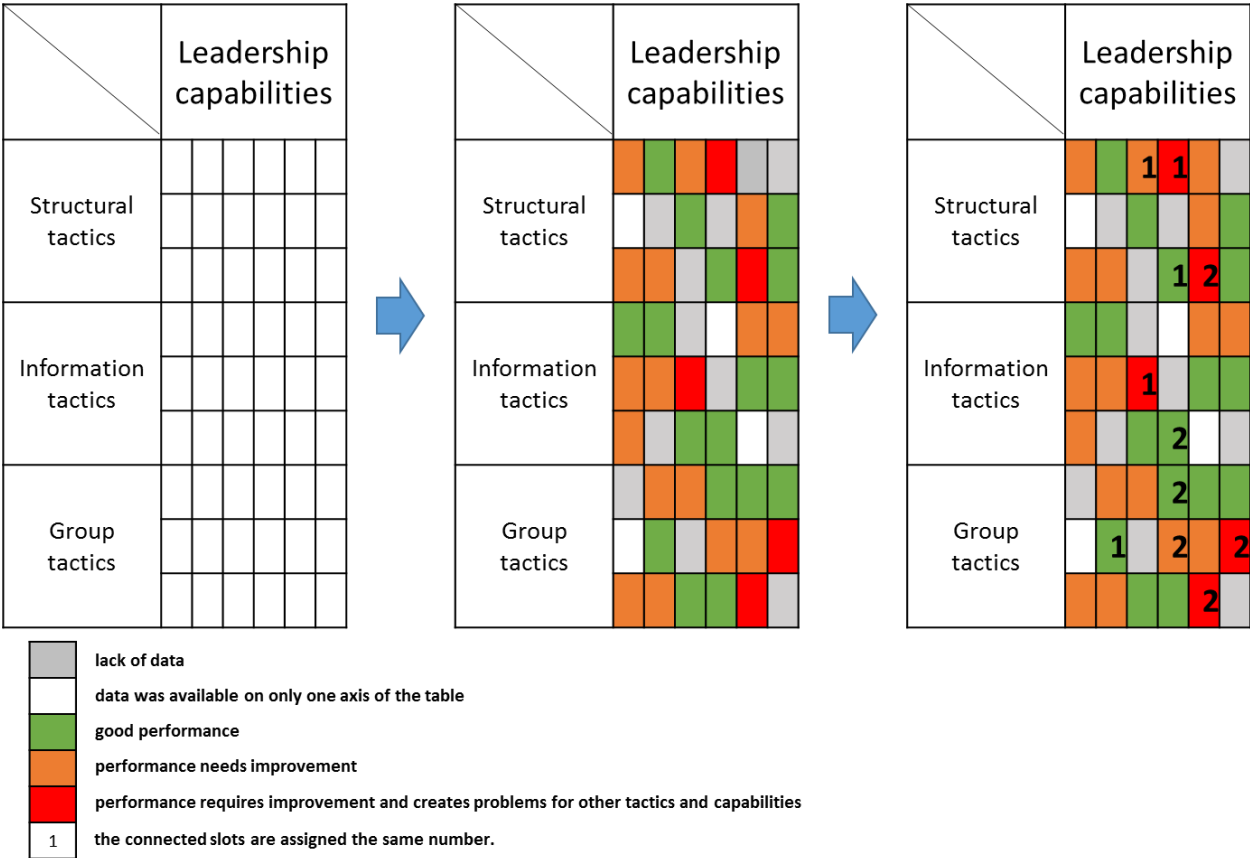 Leadership
capabilities
Structural
tactics
Information
tactics
Group
tactics
Leadership
capabilities
Structural
tactics
Information
tactics
Group
tactics
Leadership
capabilities
1 1
Structural
tactics
1 2
Information
tactics
1
2
2
Group
tactics
1 2 2
2
lack of data
data was available on only one axis of the table
good performance
performance needs improvement
performance requires improvement and creates problems for other tactics and capabilities
1 the connected slots are assigned the same number.